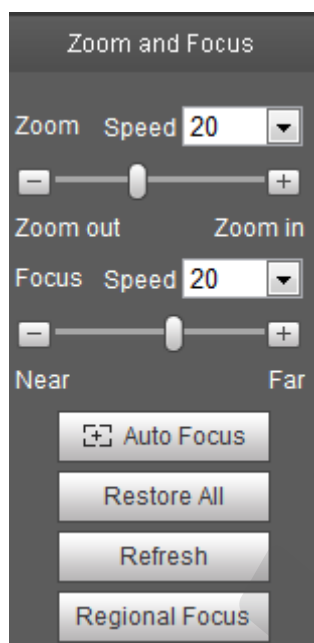 Zoom and Focus
Zoom Speed 20
Zoom out Zoom in
Focus Speed 20
Near Far
Auto Focus
Restore All
Refresh
Regional Focus